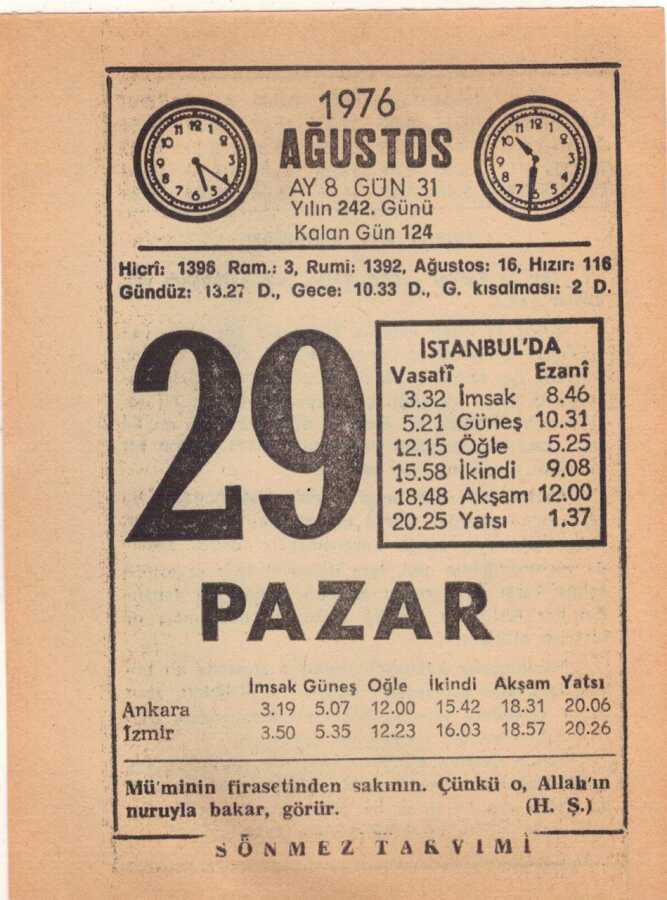 1976
AĞUSTOS
AY 8 GÜN 31
Yılın 242. Günü
Kalan Gün 124
Hicrî: 1396 Ram.: 3, Rumi: 1392, Ağustos: 16, Hızır: 116
Gündüz: 13.27 D., Gece: 10.33 D., G. kısalması: 2 D.
29
İSTANBUL'DA
Vasatî Ezanî
3.32 İmsak 8.46
5.21 Güneş 10.31
12.15 Öğle 5.25
15.58 İkindi 9.08
18.48 Akşam 12.00
20.25 Yatsı 1.37
PAZAR
İmsak Güneş Öğle İkindi Akşam Yatsı
Ankara 3.19 5.07 12.00 15.42 18.31 20.06
İzmir 3.50 5.35 12.23 16.03 18.57 20.26
Mü'minin firasetinden sakının. Çünkü o, Allah'ın
nuruyla bakar, görür. (H. Ş.)
SÖNMEZ TAKVİMİ